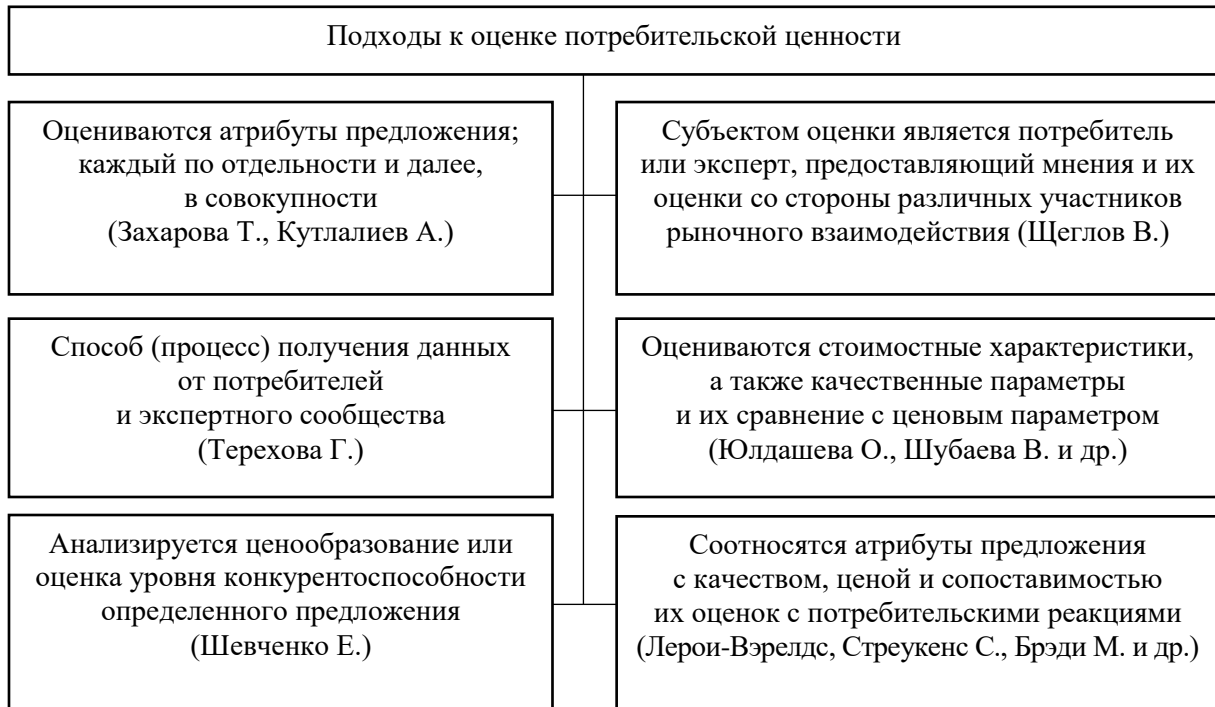 Подходы к оценке потребительской ценности
Оцениваются атрибуты предложения;
каждый по отдельности и далее,
в совокупности
(Захарова Т., Кутлалиев А.)
Субъектом оценки является потребитель
или эксперт, предоставляющий мнения и их
оценки со стороны различных участников
рыночного взаимодействия (Щеглов В.)
Способ (процесс) получения данных
от потребителей
и экспертного сообщества
(Терехова Г.)
Оцениваются стоимостные характеристики,
а также качественные параметры
и их сравнение с ценовым параметром
(Юлдашева О., Шубаева В. и др.)
Анализируется ценообразование или
оценка уровня конкурентоспособности
определенного предложения
(Шевченко Е.)
Соотносятся атрибуты предложения
с качеством, ценой и сопоставимостью
их оценок с потребительскими реакциями
(Лерои-Вэрелдс, Стреукенс С., Брэди М. и др.)